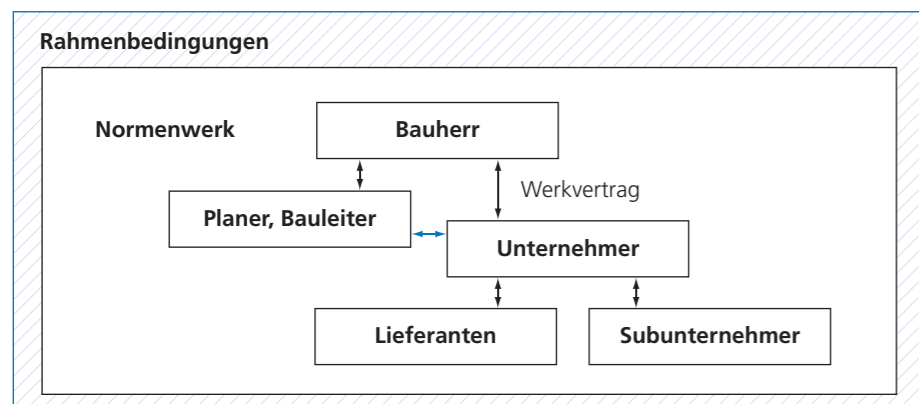 Rahmenbedingungen
Normenwerk
Bauherr
Werkvertrag
Planer, Bauleiter
Unternehmer
Lieferanten
Subunternehmer